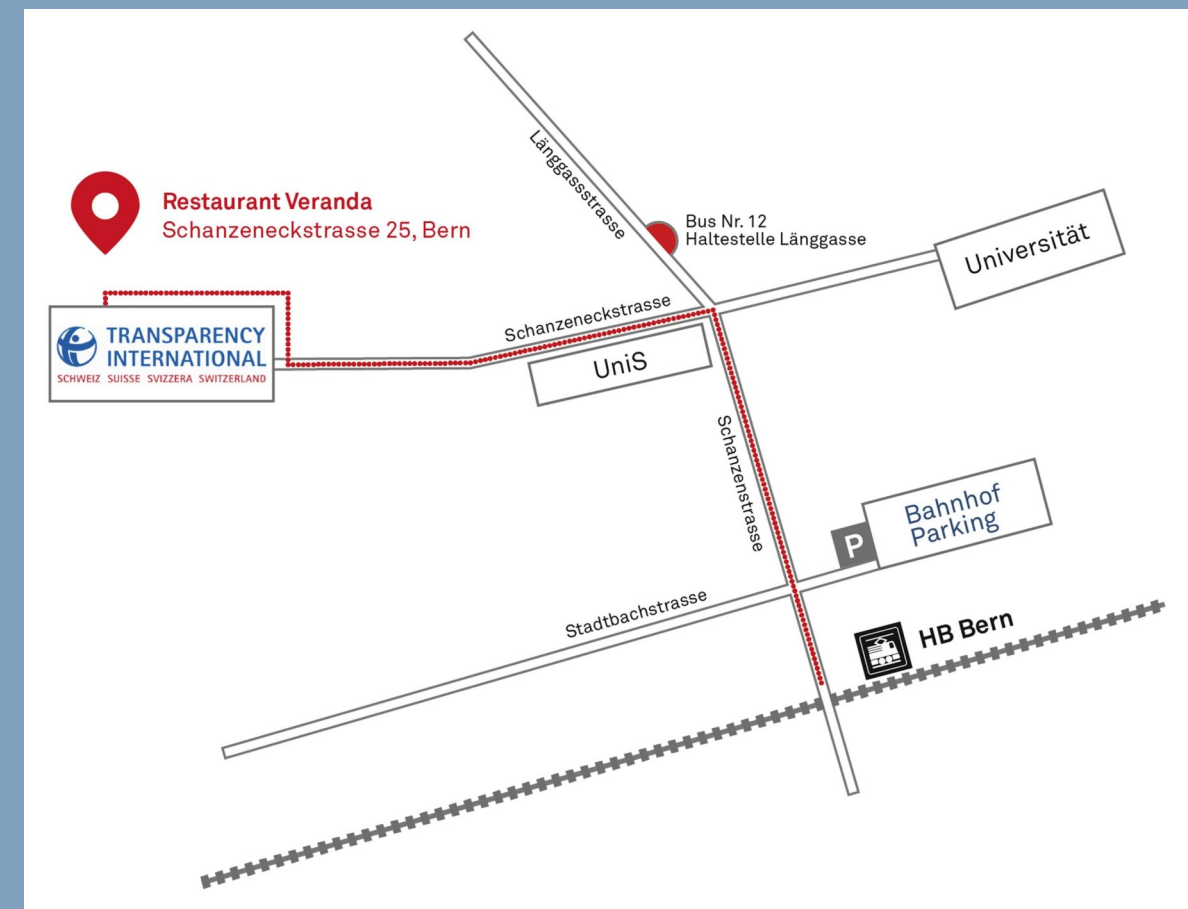 Länggassstrasse
Restaurant Veranda
Schanzeneckstrasse 25, Bern
Bus Nr. 12
Haltestelle Länggasse
Universität
TRANSPARENCY
INTERNATIONAL
SCHWEIZ SUISSE SVIZZERA SWITZERLAND
Schanzeneckstrasse
UniS
Schanzenstrasse
P
Bahnhof
Parking
Stadtbachstrasse
HB Bern